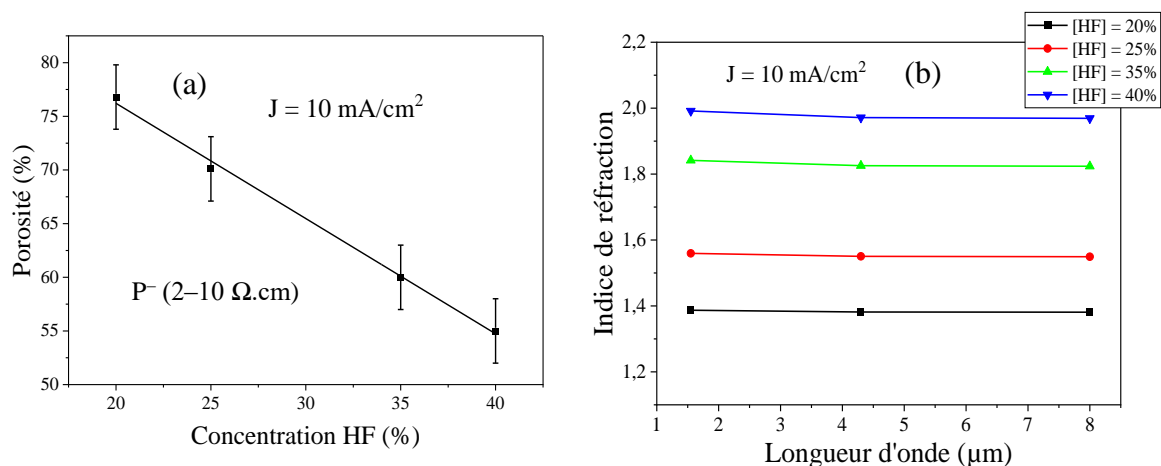 (a)
J = 10 mA/cm²
P⁻ (2–10 Ω.cm)
Porosité (%)
80
75
70
65
60
55
50
20
25
30
35
40
Concentration HF (%)
[HF] = 20%
[HF] = 25%
[HF] = 35%
[HF] = 40%
(b)
J = 10 mA/cm²
Indice de réfraction
2,2
2,0
1,8
1,6
1,4
1,2
1
2
3
4
5
6
7
8
Longueur d'onde (µm)